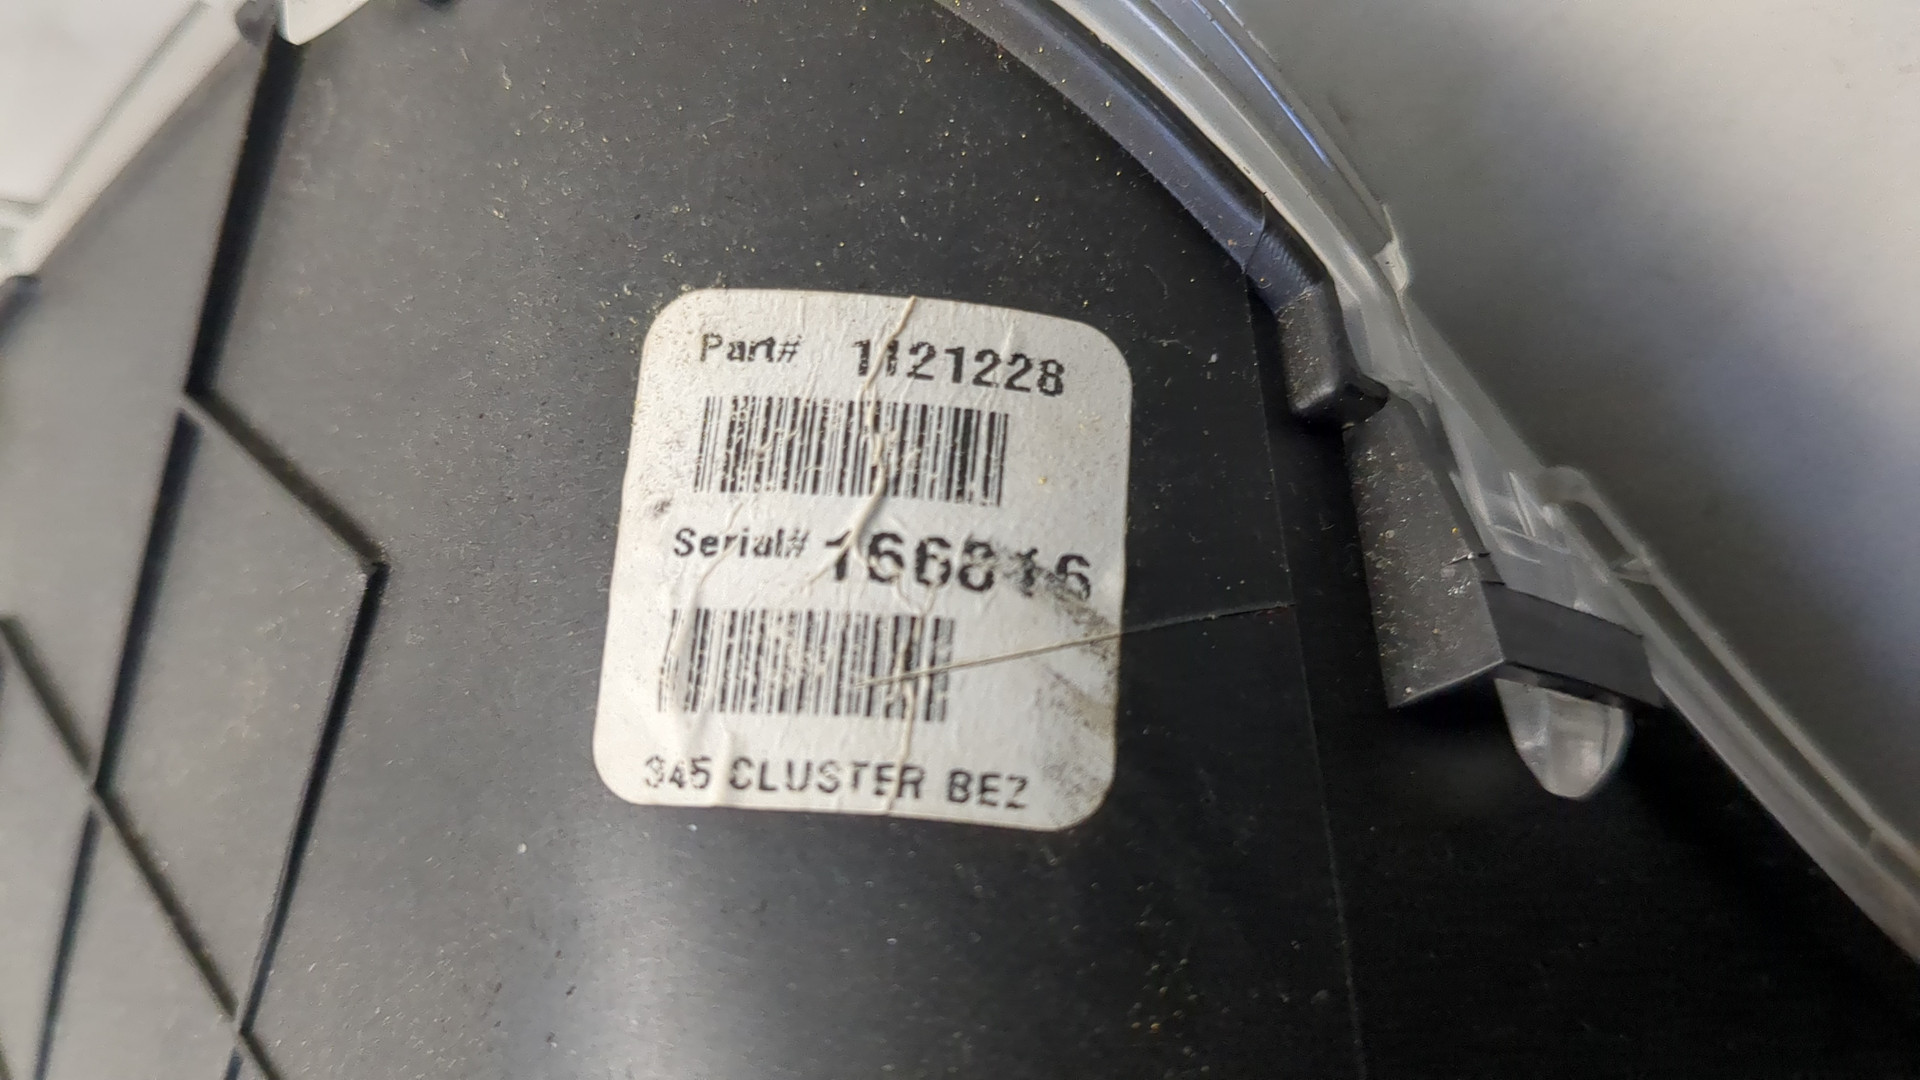 Part# 1121228
Serial# 166816
345 CLUSTER BEZ